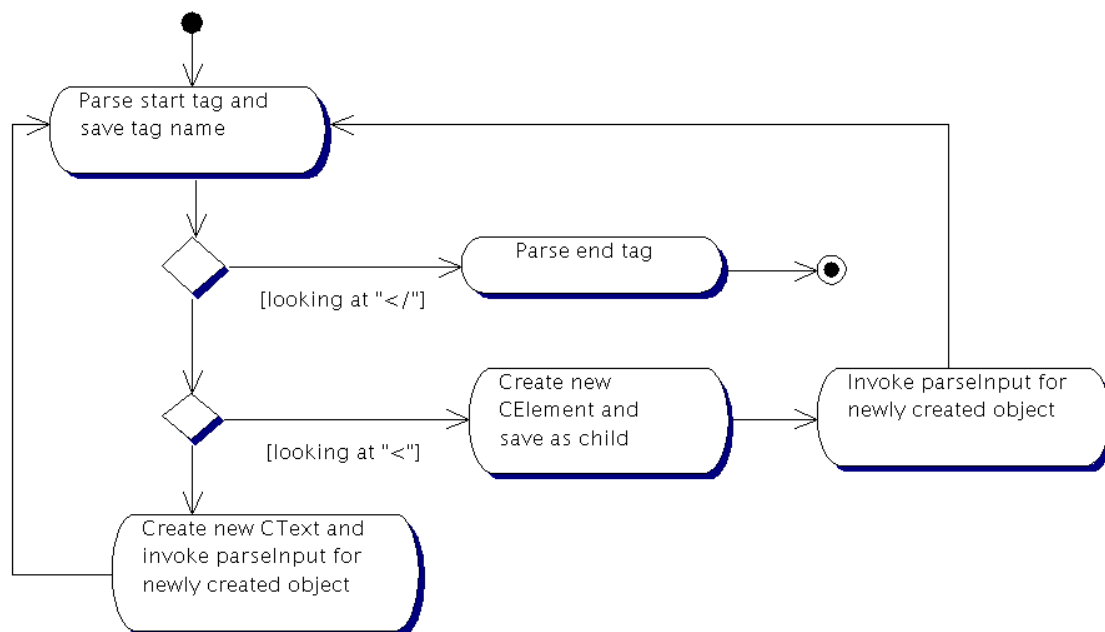 Parse start tag and
save tag name
Parse end tag
[looking at "</"]
Create new
CElement and
save as child
Invoke parseInput for
newly created object
[looking at "<"]
Create new CText and
invoke parseInput for
newly created object